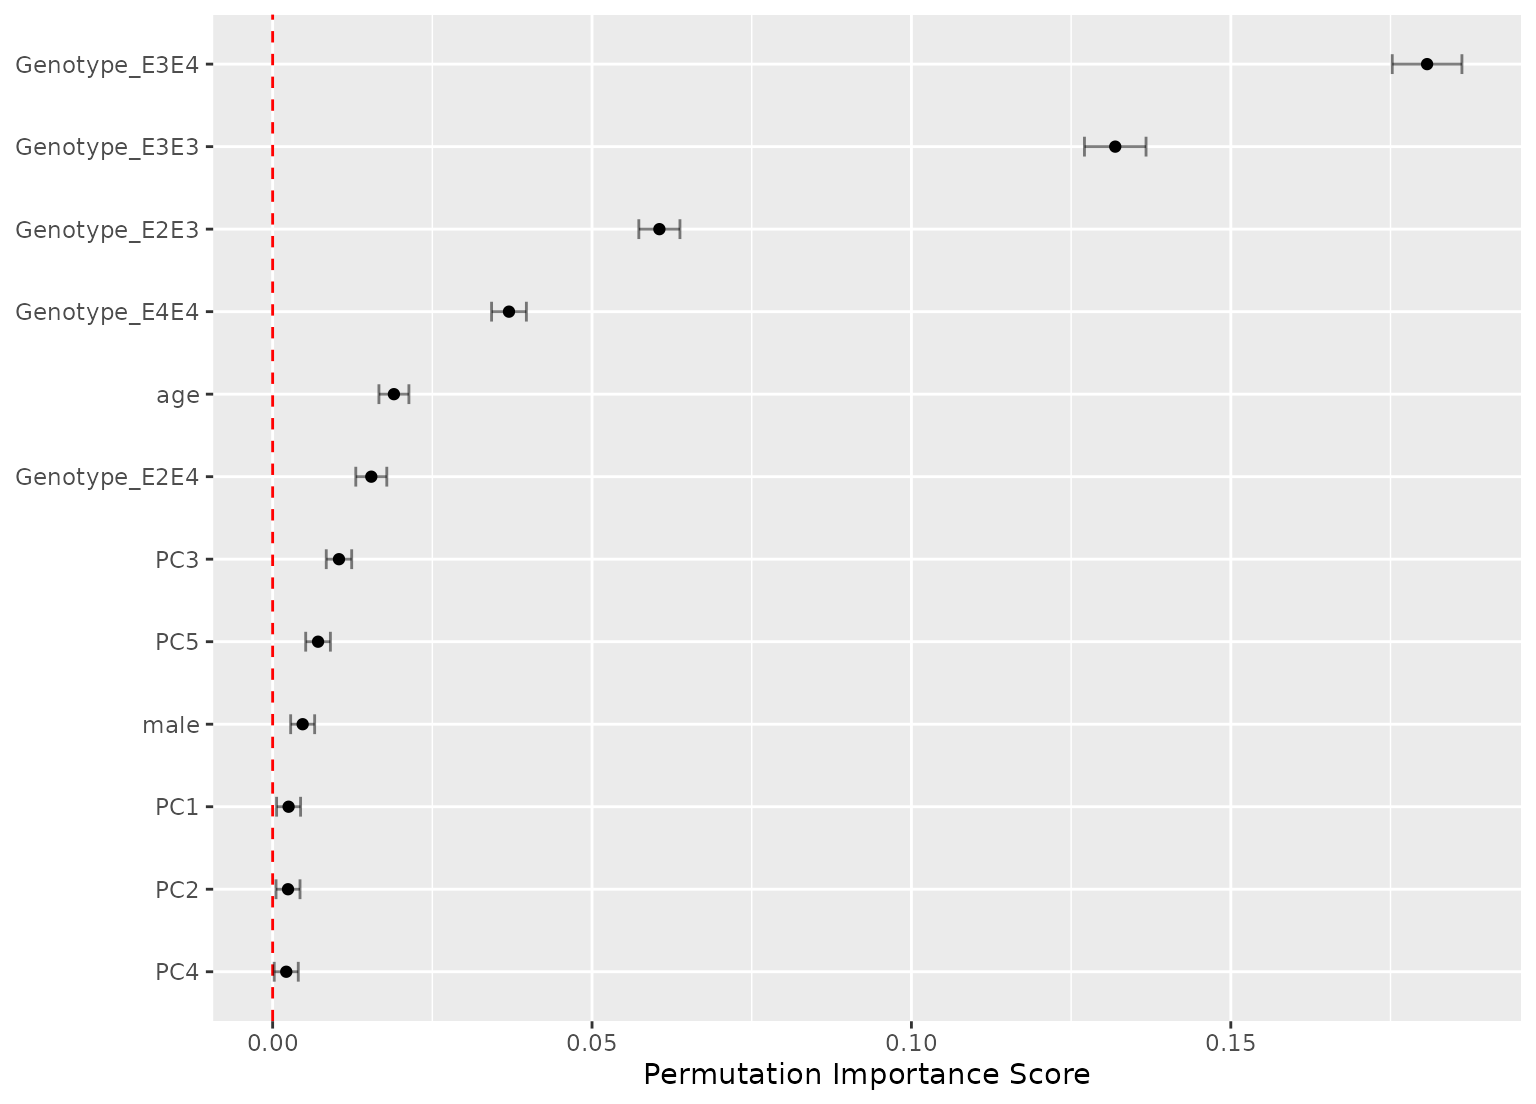 Genotype_E3E4
Genotype_E3E3
Genotype_E2E3
Genotype_E4E4
age
Genotype_E2E4
PC3
PC5
male
PC1
PC2
PC4
0.00 0.05 0.10 0.15
Permutation Importance Score